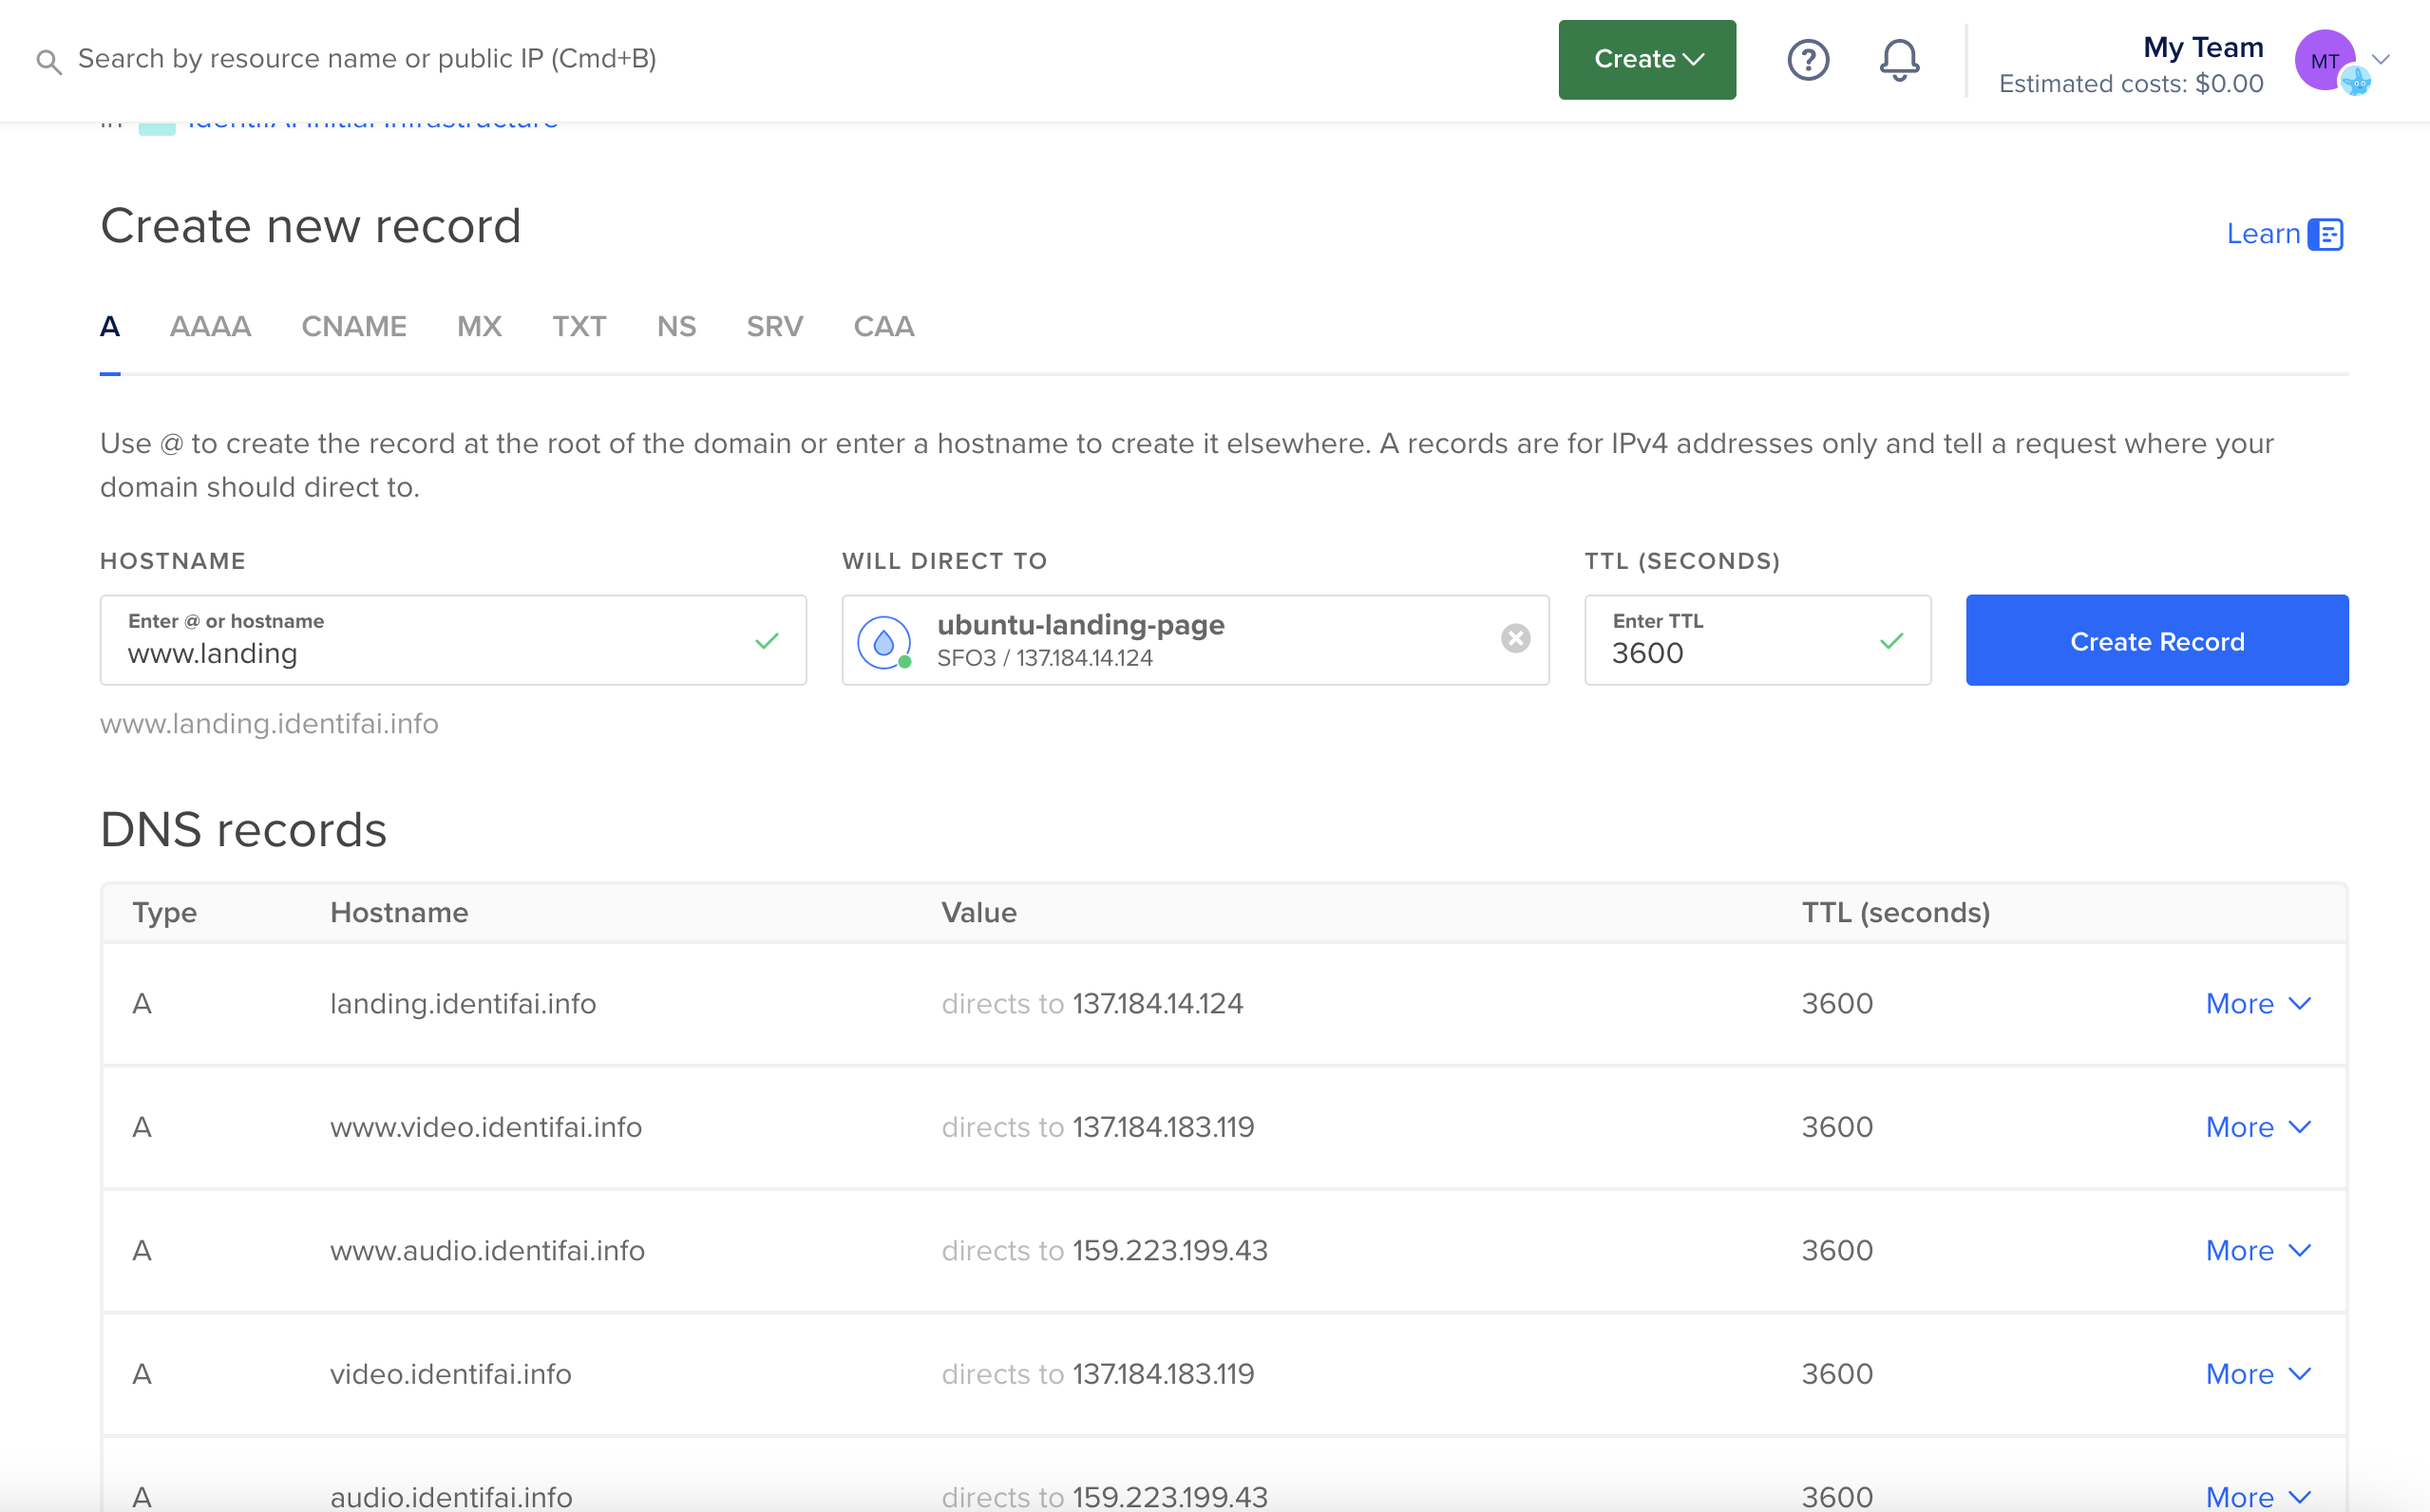 Search by resource name or public IP (Cmd+B)
Create
?
My Team
Estimated costs: $0.00
MT
in
Create new record
Learn
A AAAA CNAME MX TXT NS SRV CAA
Use @ to create the record at the root of the domain or enter a hostname to create it elsewhere. A records are for IPv4 addresses only and tell a request where your
domain should direct to.
HOSTNAME WILL DIRECT TO TTL (SECONDS)
Enter @ or hostname
www.landing
ubuntu-landing-page
SFO3 / 137.184.14.124
Enter TTL
3600
Create Record
www.landing.identifai.info
DNS records
Type Hostname Value TTL (seconds)
A landing.identifai.info directs to 137.184.14.124 3600 More
A www.video.identifai.info directs to 137.184.183.119 3600 More
A www.audio.identifai.info directs to 159.223.199.43 3600 More
A video.identifai.info directs to 137.184.183.119 3600 More
A audio.identifai.info directs to 159.223.199.43 3600 More